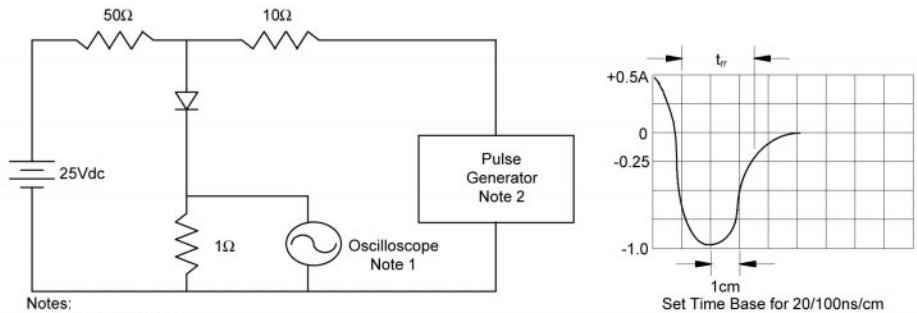 50Ω
10Ω
25Vdc
1Ω
Oscilloscope
Note 1
Pulse
Generator
Note 2
Notes:
trr
+0.5A
0
-0.25
-1.0
1cm
Set Time Base for 20/100ns/cm